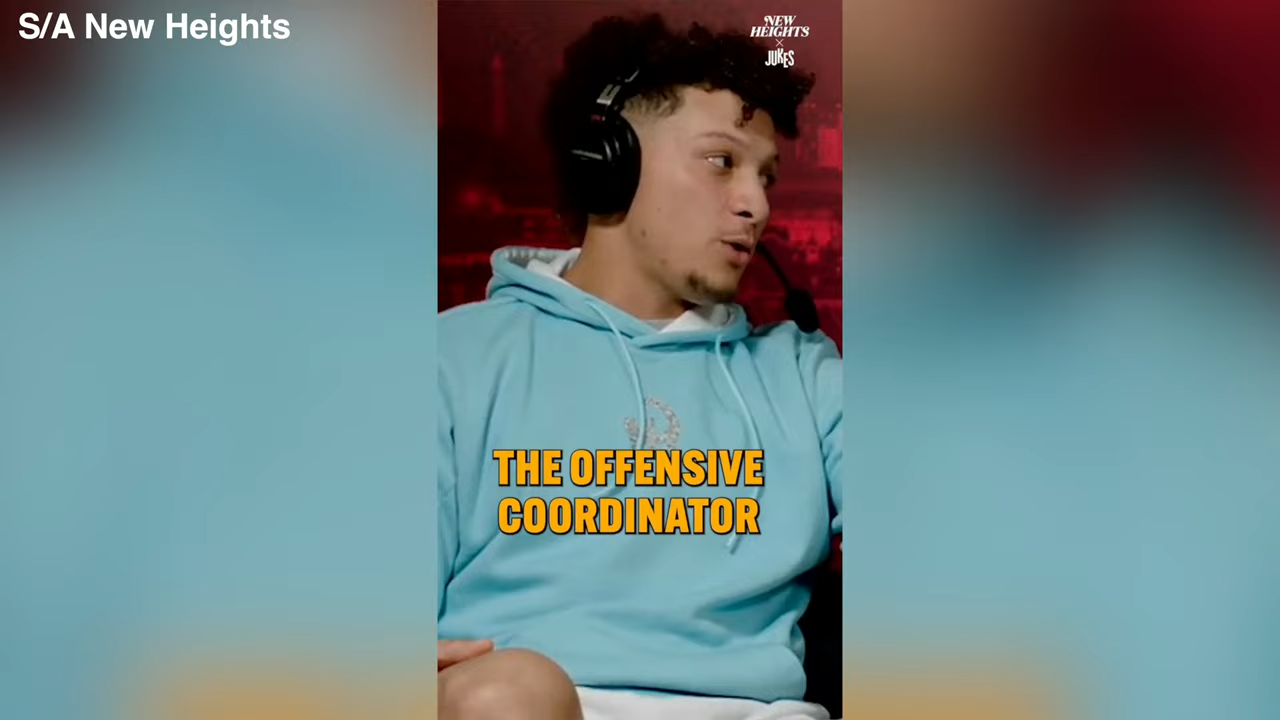 S/A New Heights
NEW
HEIGHTS
×
JUKES
THE OFFENSIVE
COORDINATOR